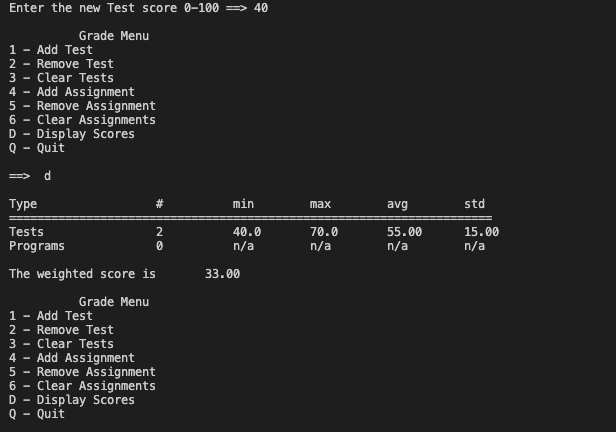 Enter the new Test score 0-100 ==> 40
Grade Menu
1 - Add Test
2 - Remove Test
3 - Clear Tests
4 - Add Assignment
5 - Remove Assignment
6 - Clear Assignments
D - Display Scores
Q - Quit
==> d
Type # min max avg std
=====================================================================
Tests 2 40.0 70.0 55.00 15.00
Programs 0 n/a n/a n/a n/a
The weighted score is 33.00
Grade Menu
1 - Add Test
2 - Remove Test
3 - Clear Tests
4 - Add Assignment
5 - Remove Assignment
6 - Clear Assignments
D - Display Scores
Q - Quit